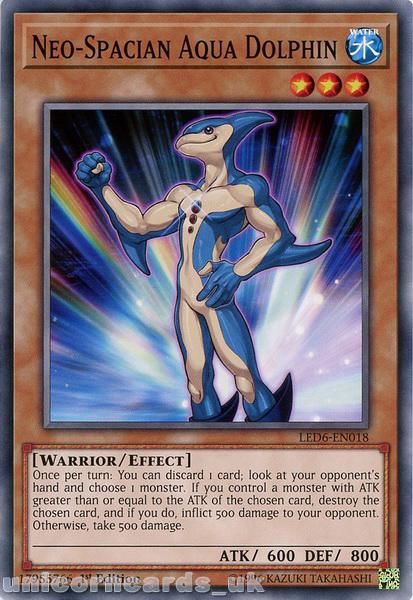 NEO-SPACIAN AQUA DOLPHIN
WATER
水
LED6-EN018
[WARRIOR/EFFECT]
Once per turn: You can discard 1 card; look at your opponent's
hand and choose 1 monster. If you control a monster with ATK
greater than or equal to the ATK of the chosen card, destroy the
chosen card, and if you do, inflict 500 damage to your opponent.
Otherwise, take 500 damage.
ATK/ 600 DEF/ 800
1st Edition
KAZUKI TAKAHASHI
unicorncards_uk